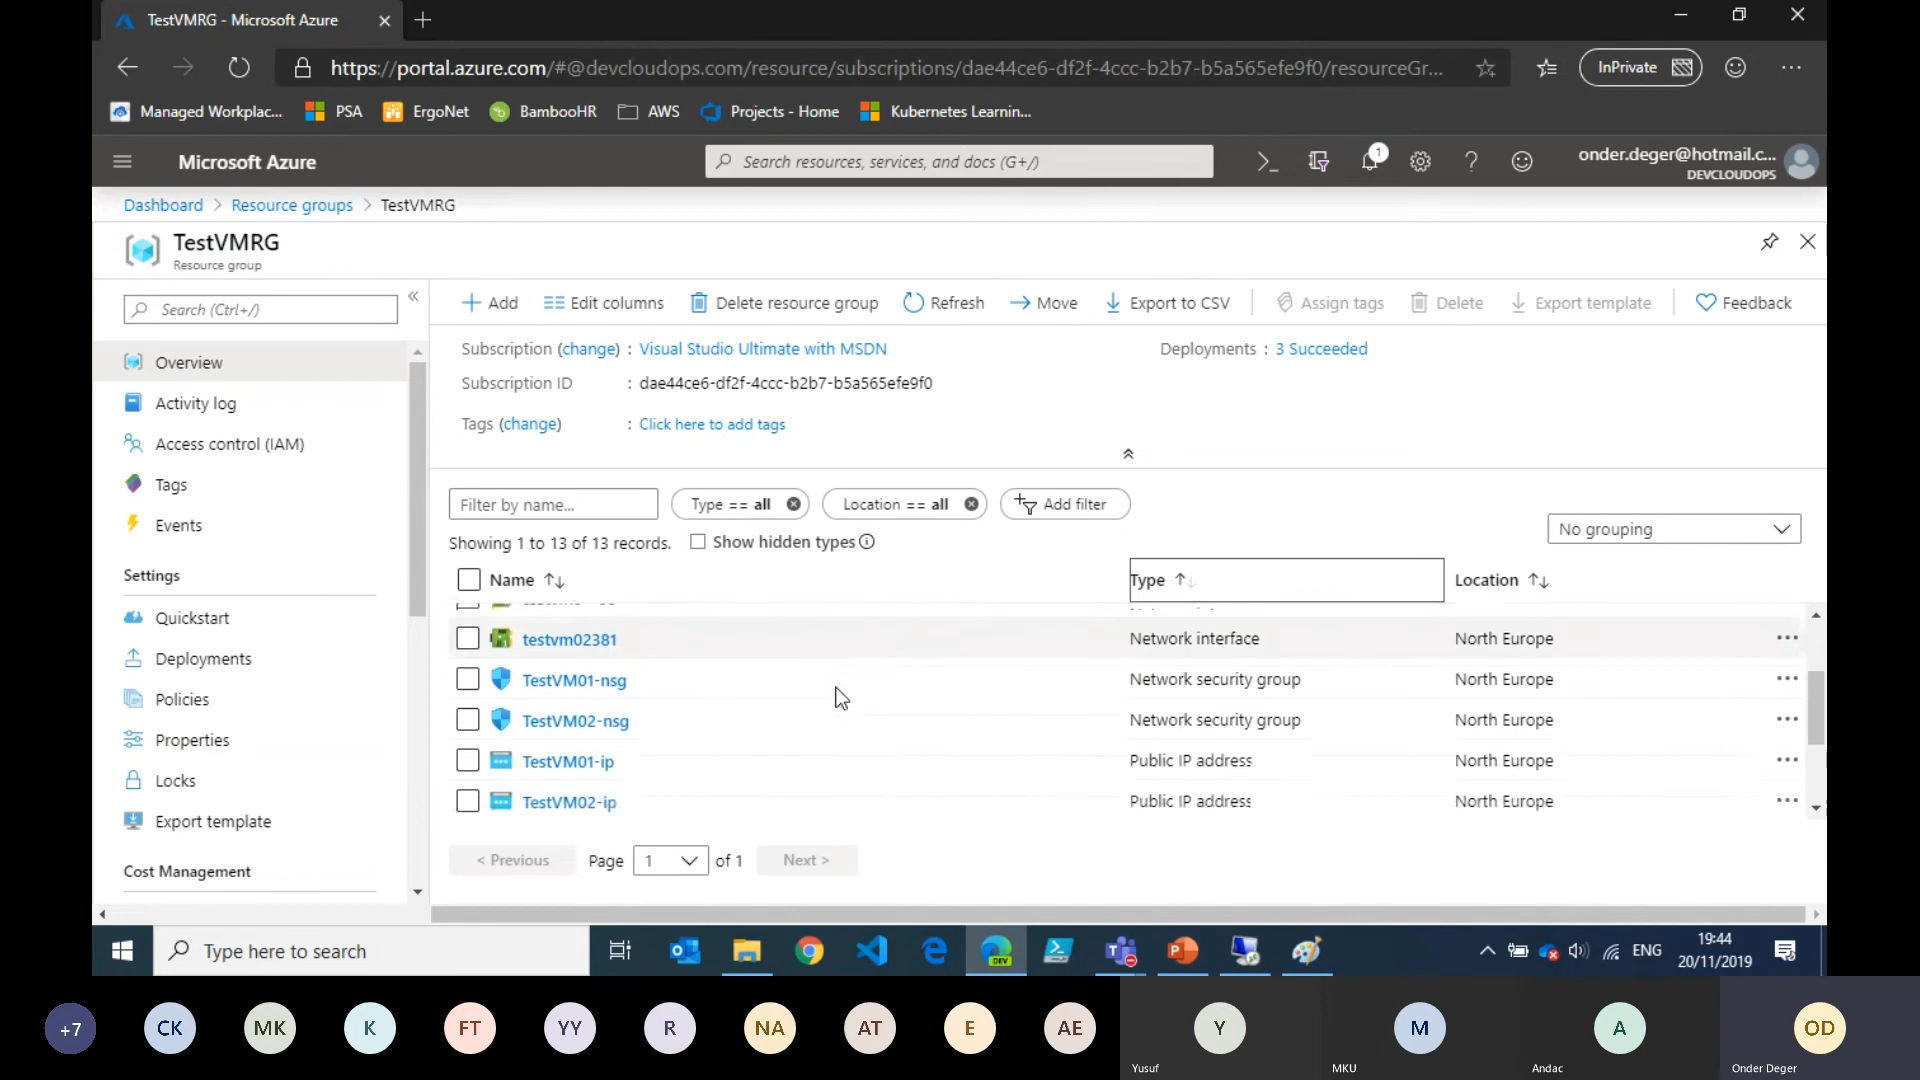 TestVMRG - Microsoft Azure
https://portal.azure.com/#@devcloudops.com/resource/subscriptions/dae44ce6-df2f-4ccc-b2b7-b5a565efe9f0/resourceGr...
InPrivate
Managed Workplac...
PSA
ErgoNet
BambooHR
AWS
Projects - Home
Kubernetes Learnin...
Microsoft Azure
Search resources, services, and docs (G+/)
1
onder.deger@hotmail.c...
DEVCLOUDOPS
Dashboard > Resource groups > TestVMRG
TestVMRG
Resource group
Search (Ctrl+/)
Overview
Activity log
Access control (IAM)
Tags
Events
Settings
Quickstart
Deployments
Policies
Properties
Locks
Export template
Cost Management
Add
Edit columns
Delete resource group
Refresh
Move
Export to CSV
Assign tags
Delete
Export template
Feedback
Subscription (change) : Visual Studio Ultimate with MSDN
Deployments : 3 Succeeded
Subscription ID : dae44ce6-df2f-4ccc-b2b7-b5a565efe9f0
Tags (change) : Click here to add tags
Filter by name...
Type == all
Location == all
Add filter
Showing 1 to 13 of 13 records.
Show hidden types
No grouping
Name Type Location
testvm02381 Network interface North Europe
TestVM01-nsg Network security group North Europe
TestVM02-nsg Network security group North Europe
TestVM01-ip Public IP address North Europe
TestVM02-ip Public IP address North Europe
< Previous Page 1 of 1 Next >
Type here to search
DEV
ENG
19:44
20/11/2019
+7
CK
MK
K
FT
YY
R
NA
AT
E
AE
Y
Yusuf
M
MKU
A
Andac
OD
Onder Deger